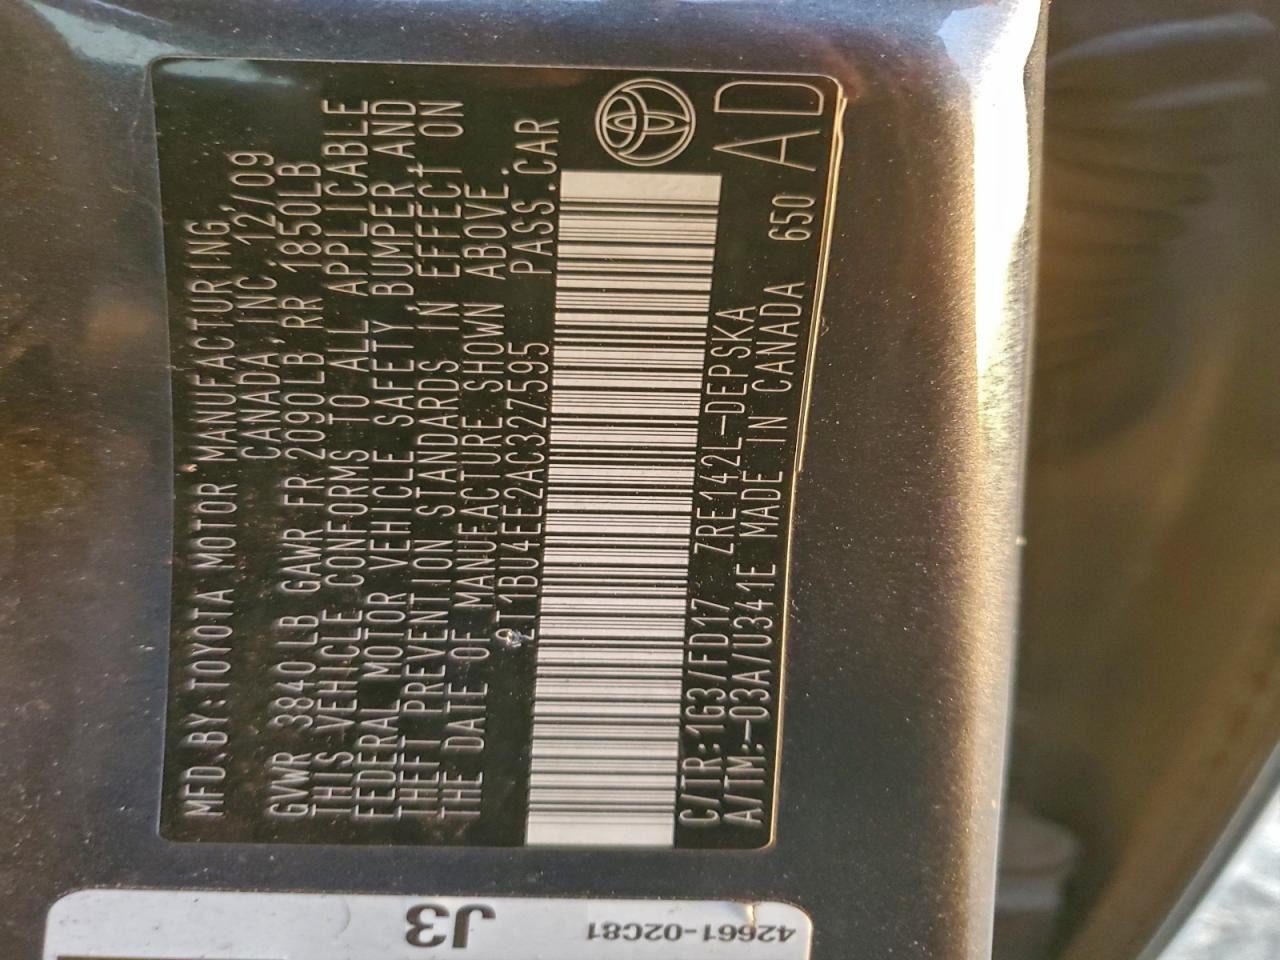 MFD.BY:TOYOTA MOTOR MANUFACTURING,
CANADA, INC. 12/09
GVWR 3840 LB GAWR FR 2090LB RR 1850LB
THIS VEHICLE CONFORMS TO ALL APPLICABLE
FEDERAL MOTOR VEHICLE SAFETY BUMPER,AND
THEFT PREVENTION STANDARDS IN EFFECT ON
THE DATE OF MANUFACTURE SHOWN ABOVE.
2T1BU4EE2AC327595 PASS.CAR
C/TR:1G3/FD17 ZRE142L-DEPSKA
A/TM:-03A/U341E MADE IN CANADA 650
AD
J3
42661-02C81